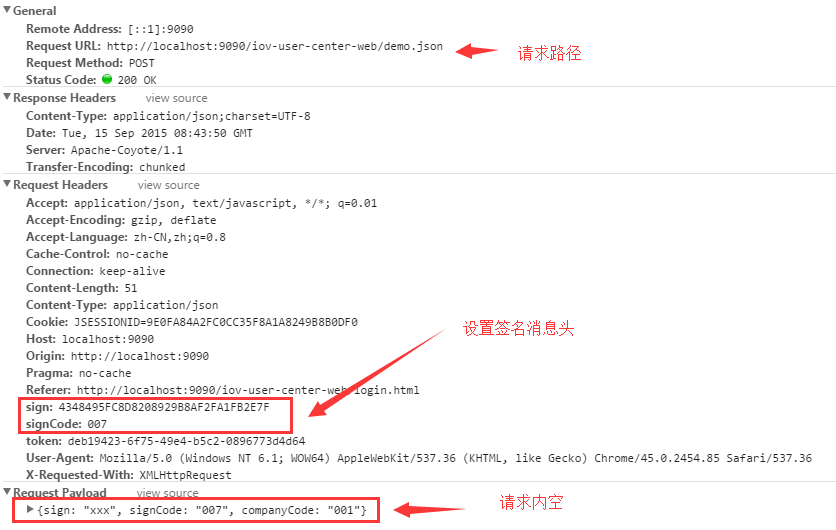 General
Remote Address: [::1]:9090
Request URL: http://localhost:9090/iov-user-center-web/demo.json
请求路径
Request Method: POST
Status Code: 200 OK
Response Headers view source
Content-Type: application/json;charset=UTF-8
Date: Tue, 15 Sep 2015 08:43:50 GMT
Server: Apache-Coyote/1.1
Transfer-Encoding: chunked
Request Headers view source
Accept: application/json, text/javascript, */*; q=0.01
Accept-Encoding: gzip, deflate
Accept-Language: zh-CN,zh;q=0.8
Cache-Control: no-cache
Connection: keep-alive
Content-Length: 51
Content-Type: application/json
Cookie: JSESSIONID=9E0FA84A2FC0CC35F8A1A8249B8B0DF0
设置签名消息头
Host: localhost:9090
Origin: http://localhost:9090
Pragma: no-cache
Referer: http://localhost:9090/iov-user-center-web/login.html
sign: 4348495FC8D8208929B8AF2FA1FB2E7F
signCode: 007
token: deb19423-6f75-49e4-b5c2-0896773d4d64
User-Agent: Mozilla/5.0 (Windows NT 6.1; WOW64) AppleWebKit/537.36 (KHTML, like Gecko) Chrome/45.0.2454.85 Safari/537.36
X-Requested-With: XMLHttpRequest
Request Payload view source
{sign: "xxx", signCode: "007", companyCode: "001"}
请求内空